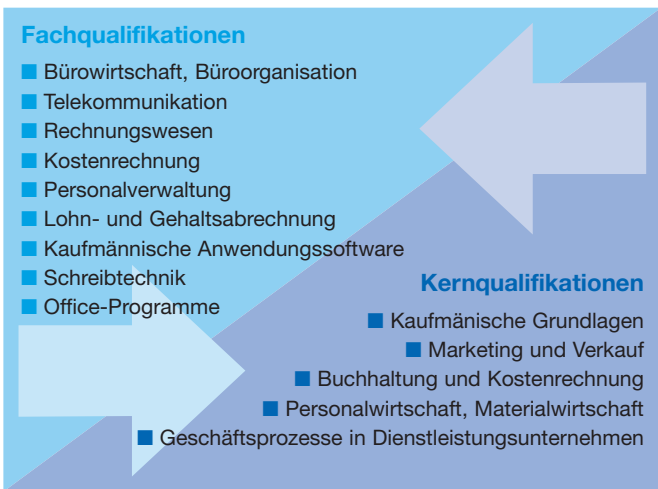 Fachqualifikationen
■ Bürowirtschaft, Büroorganisation
■ Telekommunikation
■ Rechnungswesen
■ Kostenrechnung
■ Personalverwaltung
■ Lohn- und Gehaltsabrechnung
■ Kaufmännische Anwendungssoftware
■ Schreibtechnik
■ Office-Programme
Kernqualifikationen
■ Kaufmänische Grundlagen
■ Marketing und Verkauf
■ Buchhaltung und Kostenrechnung
■ Personalwirtschaft, Materialwirtschaft
■ Geschäftsprozesse in Dienstleistungsunternehmen